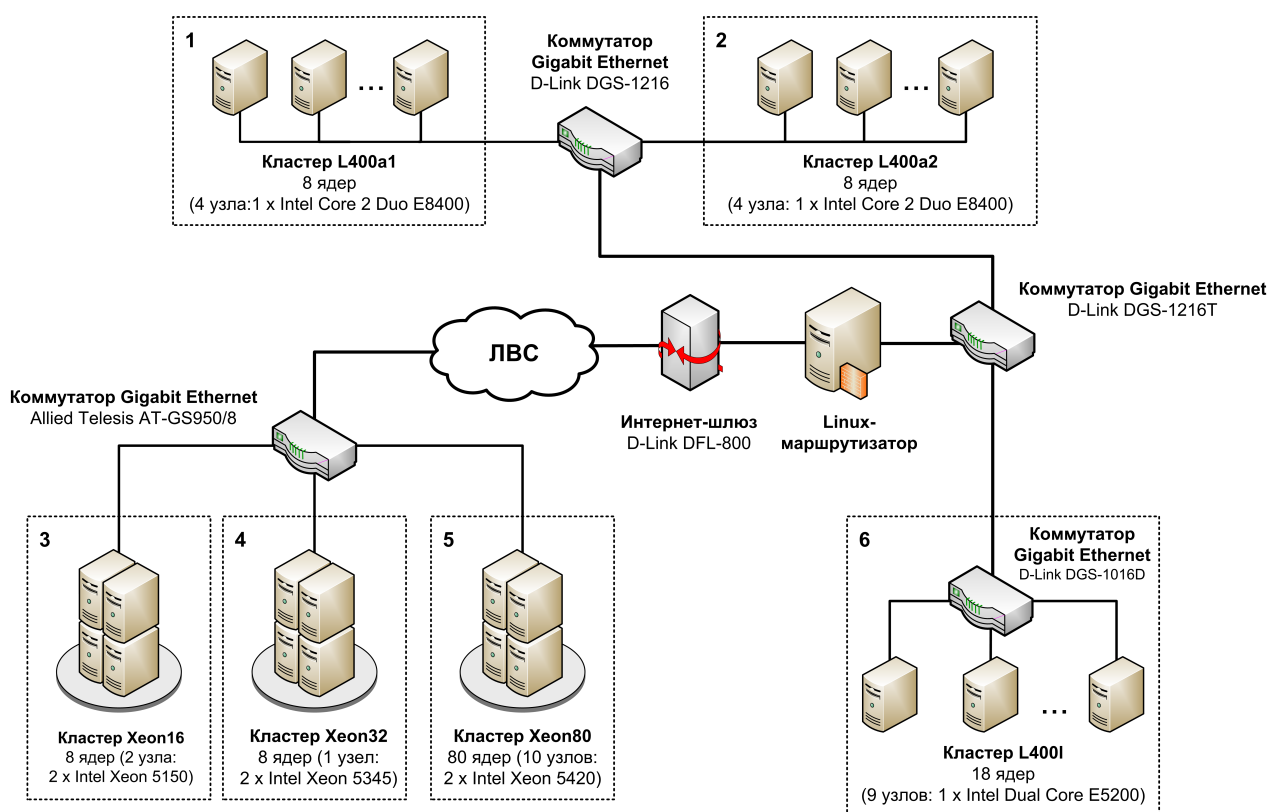 1
Кластер L400a1
8 ядер
(4 узла:1 x Intel Core 2 Duo E8400)
Коммутатор
Gigabit Ethernet
D-Link DGS-1216
2
Кластер L400a2
8 ядер
(4 узла: 1 x Intel Core 2 Duo E8400)
Коммутатор Gigabit Ethernet
D-Link DGS-1216T
ЛВС
Интернет-шлюз
D-Link DFL-800
Linux-
маршрутизатор
Коммутатор Gigabit Ethernet
Allied Telesis AT-GS950/8
3
Кластер Xeon16
8 ядер (2 узла:
2 x Intel Xeon 5150)
4
Кластер Xeon32
8 ядер (1 узел:
2 x Intel Xeon 5345)
5
Кластер Xeon80
80 ядер (10 узлов:
2 x Intel Xeon 5420)
6
Коммутатор
Gigabit Ethernet
D-Link DGS-1016D
Кластер L400l
18 ядер
(9 узлов: 1 x Intel Dual Core E5200)